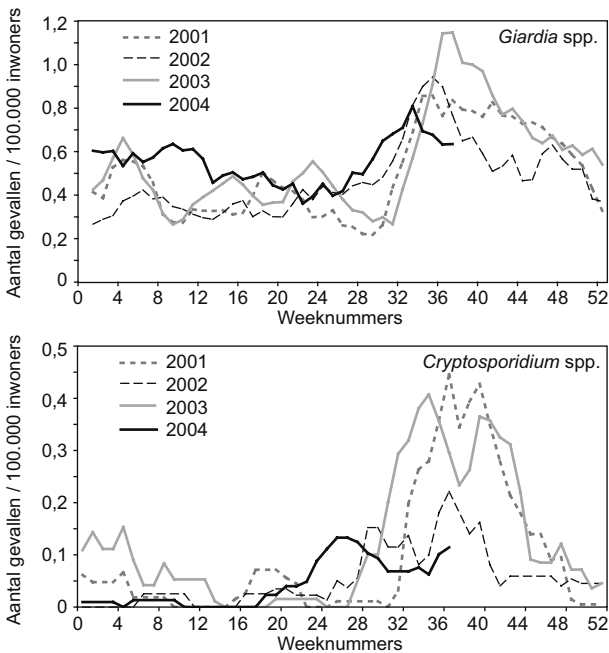 Giardia spp.
Aantal gevallen / 100.000 inwoners
1,2
1,0
0,8
0,6
0,4
0,2
0
2001
2002
2003
2004
0 4 8 12 16 20 24 28 32 36 40 44 48 52
Weeknummers
Cryptosporidium spp.
Aantal gevallen / 100.000 inwoners
0,5
0,4
0,3
0,2
0,1
0
2001
2002
2003
2004
0 4 8 12 16 20 24 28 32 36 40 44 48 52
Weeknummers